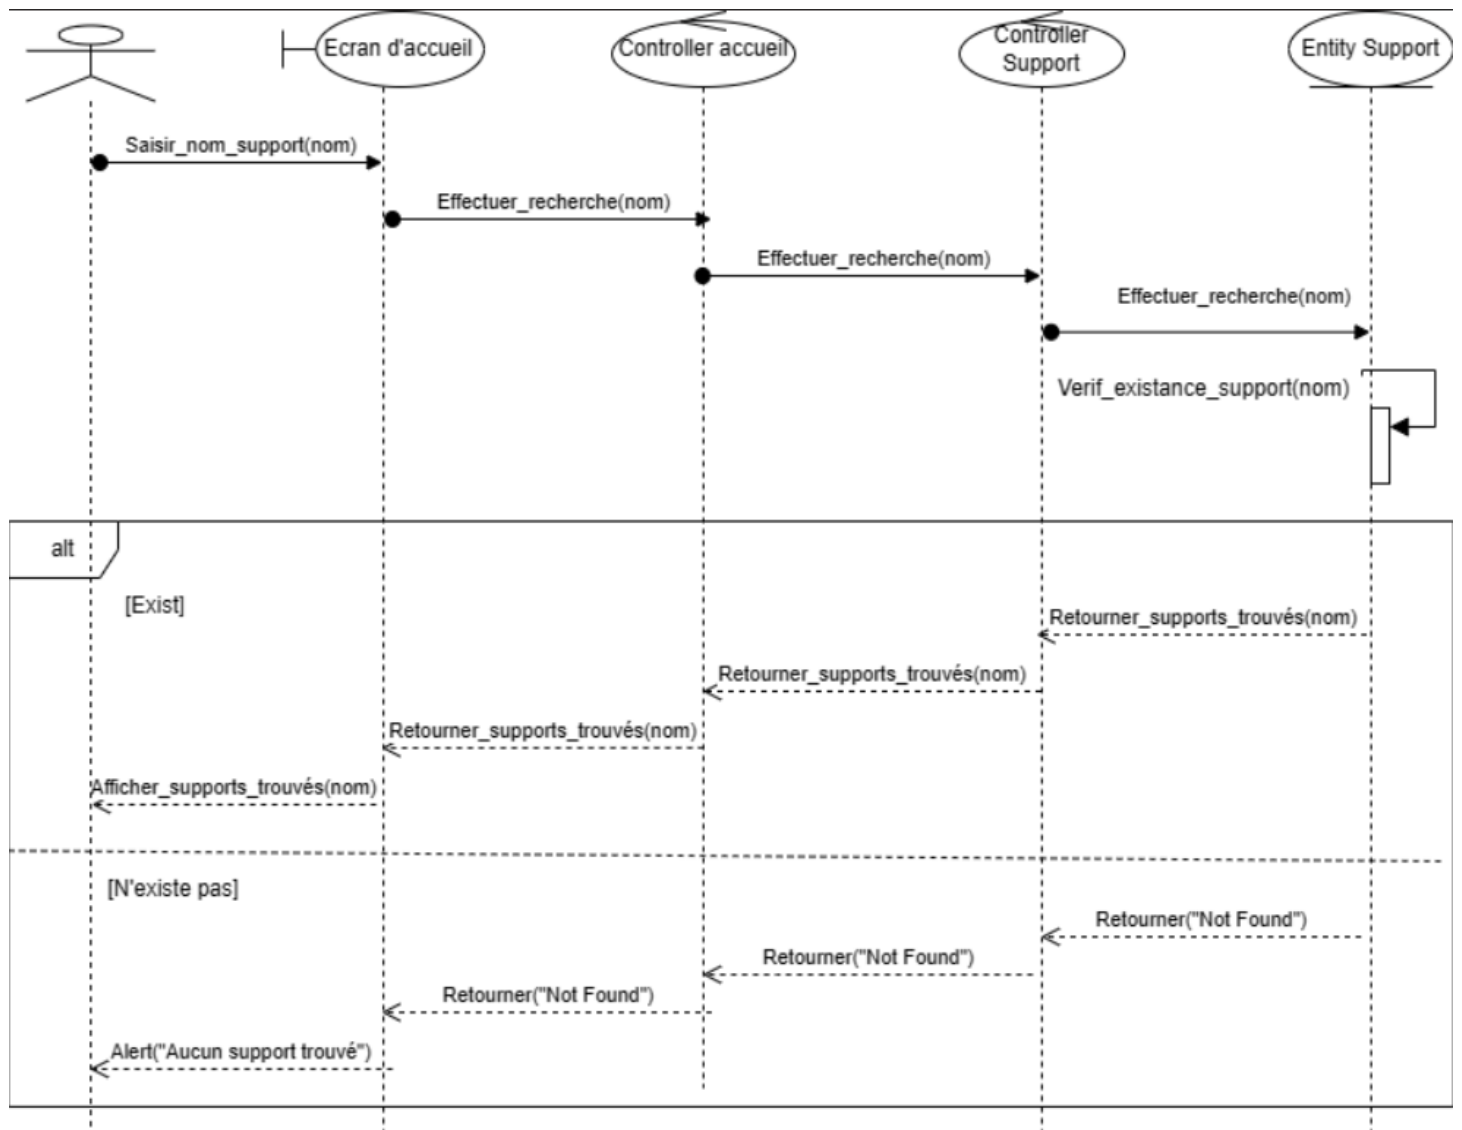 Ecran d'accueil
Controller accueil
Controller
Support
Entity Support
Saisir_nom_support(nom)
Effectuer_recherche(nom)
Effectuer_recherche(nom)
Effectuer_recherche(nom)
Verif_existance_support(nom)
alt
[Exist]
Retourner_supports_trouvés(nom)
Retourner_supports_trouvés(nom)
Retourner_supports_trouvés(nom)
Afficher_supports_trouvés(nom)
[N'existe pas]
Retourner("Not Found")
Retourner("Not Found")
Retourner("Not Found")
Alert("Aucun support trouvé")